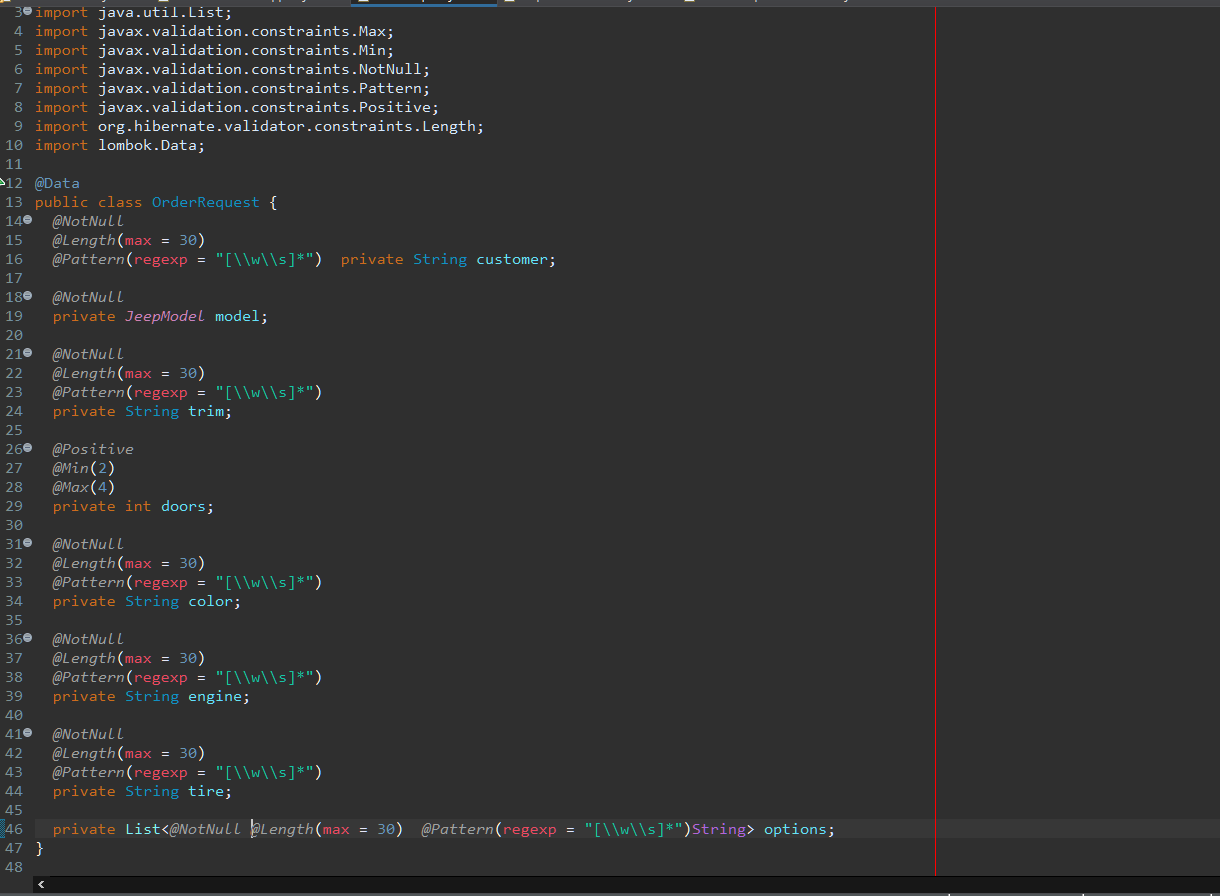 3 import java.util.List;
4 import javax.validation.constraints.Max;
5 import javax.validation.constraints.Min;
6 import javax.validation.constraints.NotNull;
7 import javax.validation.constraints.Pattern;
8 import javax.validation.constraints.Positive;
9 import org.hibernate.validator.constraints.Length;
10 import lombok.Data;
11
12 @Data
13 public class OrderRequest {
14   @NotNull
15   @Length(max = 30)
16   @Pattern(regexp = "[\\w\\s]*")  private String customer;
17
18   @NotNull
19   private JeepModel model;
20
21   @NotNull
22   @Length(max = 30)
23   @Pattern(regexp = "[\\w\\s]*")
24   private String trim;
25
26   @Positive
27   @Min(2)
28   @Max(4)
29   private int doors;
30
31   @NotNull
32   @Length(max = 30)
33   @Pattern(regexp = "[\\w\\s]*")
34   private String color;
35
36   @NotNull
37   @Length(max = 30)
38   @Pattern(regexp = "[\\w\\s]*")
39   private String engine;
40
41   @NotNull
42   @Length(max = 30)
43   @Pattern(regexp = "[\\w\\s]*")
44   private String tire;
45
46   private List<@NotNull @Length(max = 30)  @Pattern(regexp = "[\\w\\s]*")String> options;
47 }
48